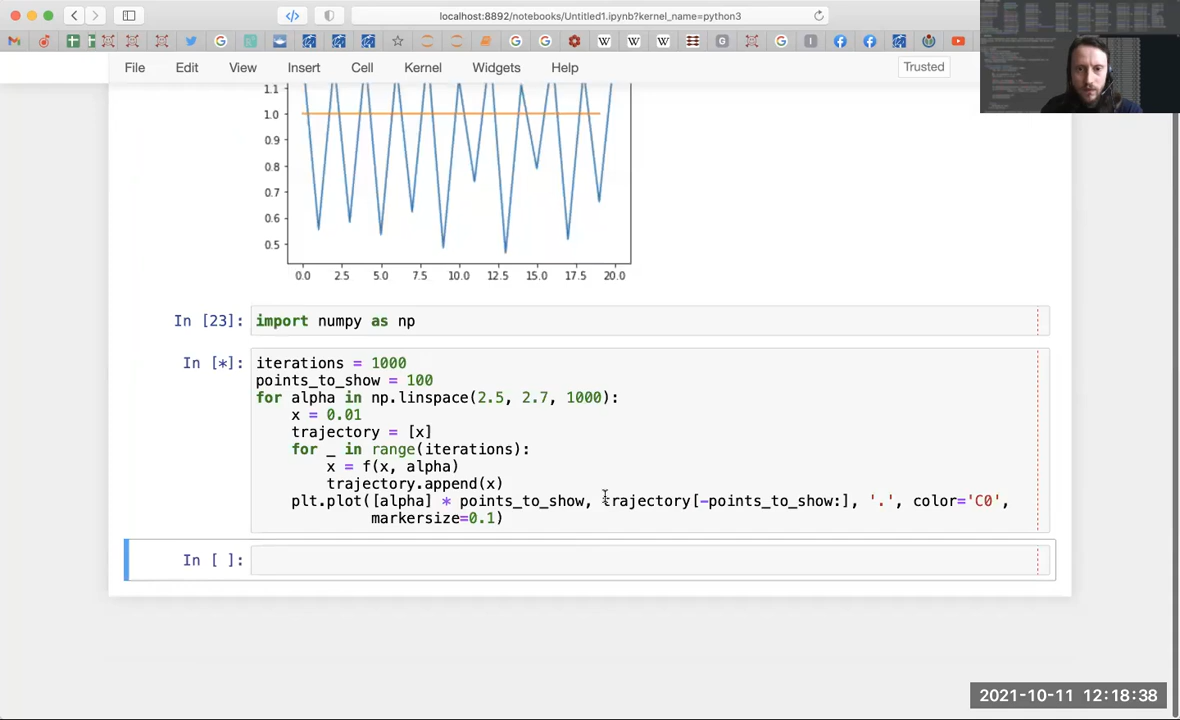 localhost:8892/notebooks/Untitled1.ipynb?kernel_name=python3
File Edit View Insert Cell Kernel Widgets Help Trusted
1.1
1.0
0.9
0.8
0.7
0.6
0.5
0.0 2.5 5.0 7.5 10.0 12.5 15.0 17.5 20.0
In [23]: import numpy as np
In [*]: iterations = 1000
points_to_show = 100
for alpha in np.linspace(2.5, 2.7, 1000):
x = 0.01
trajectory = [x]
for _ in range(iterations):
x = f(x, alpha)
trajectory.append(x)
plt.plot([alpha] * points_to_show, trajectory[-points_to_show:], '.', color='C0',
markersize=0.1)
In [ ]:
2021-10-11 12:18:38